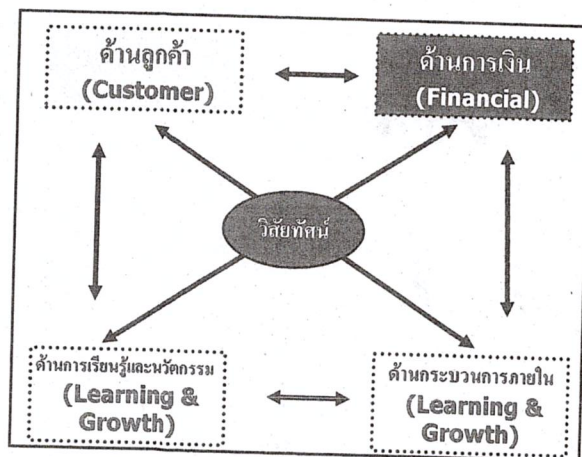 ด้านลูกค้า
(Customer)
ด้านการเงิน
(Financial)
วิสัยทัศน์
ด้านการเรียนรู้และนวัตกรรม
(Learning &
Growth)
ด้านกระบวนการภายใน
(Learning &
Growth)